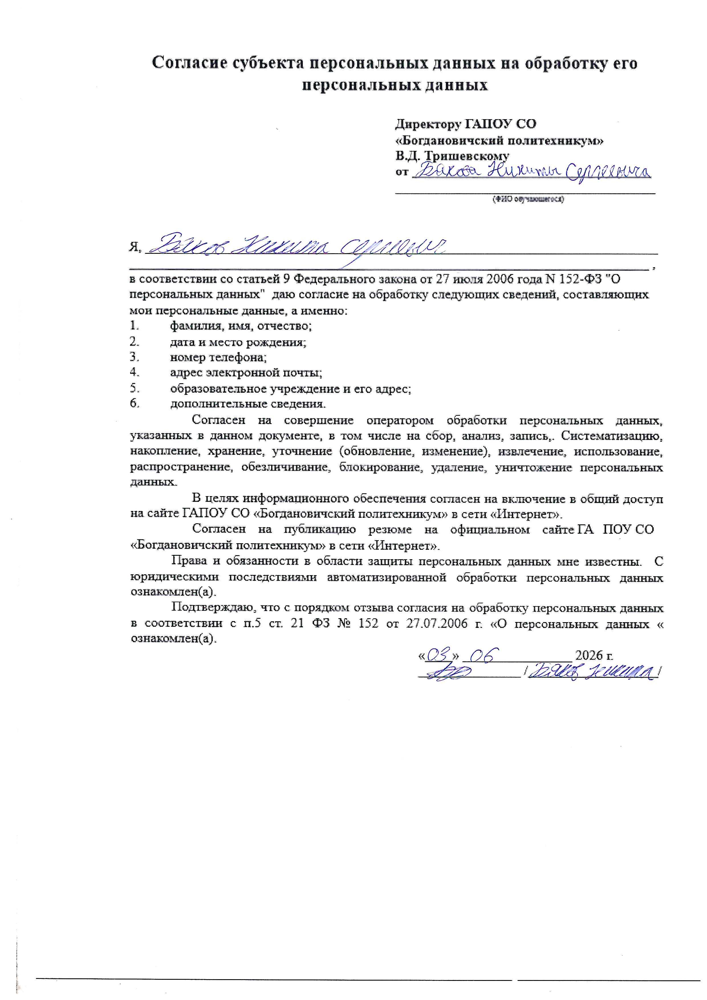 Согласие субъекта персональных данных на обработку его
персональных данных
Директору ГАПОУ СО
«Богдановичский политехникум»
В.Д. Тришевскому
от Бякова Никиты Сергеевича
(ФИО обучающегося)
Я, Бяков Никита Сергеевич
,
в соответствии со статьей 9 Федерального закона от 27 июля 2006 года N 152-ФЗ "О
персональных данных" даю согласие на обработку следующих сведений, составляющих
мои персональные данные, а именно:
1. фамилия, имя, отчество;
2. дата и место рождения;
3. номер телефона;
4. адрес электронной почты;
5. образовательное учреждение и его адрес;
6. дополнительные сведения.
Согласен на совершение оператором обработки персональных данных,
указанных в данном документе, в том числе на сбор, анализ, запись,. Систематизацию,
накопление, хранение, уточнение (обновление, изменение), извлечение, использование,
распространение, обезличивание, блокирование, удаление, уничтожение персональных
данных.
В целях информационного обеспечения согласен на включение в общий доступ
на сайте ГАПОУ СО «Богдановичский политехникум» в сети «Интернет».
Согласен на публикацию резюме на официальном сайте ГА ПОУ СО
«Богдановичский политехникум» в сети «Интернет».
Права и обязанности в области защиты персональных данных мне известны. С
юридическими последствиями автоматизированной обработки персональных данных
ознакомлен(а).
Подтверждаю, что с порядком отзыва согласия на обработку персональных данных
в соответствии с п.5 ст. 21 ФЗ № 152 от 27.07.2006 г. «О персональных данных «
ознакомлен(а).
«03» 06 2026 г.
/ Бяков Никита /